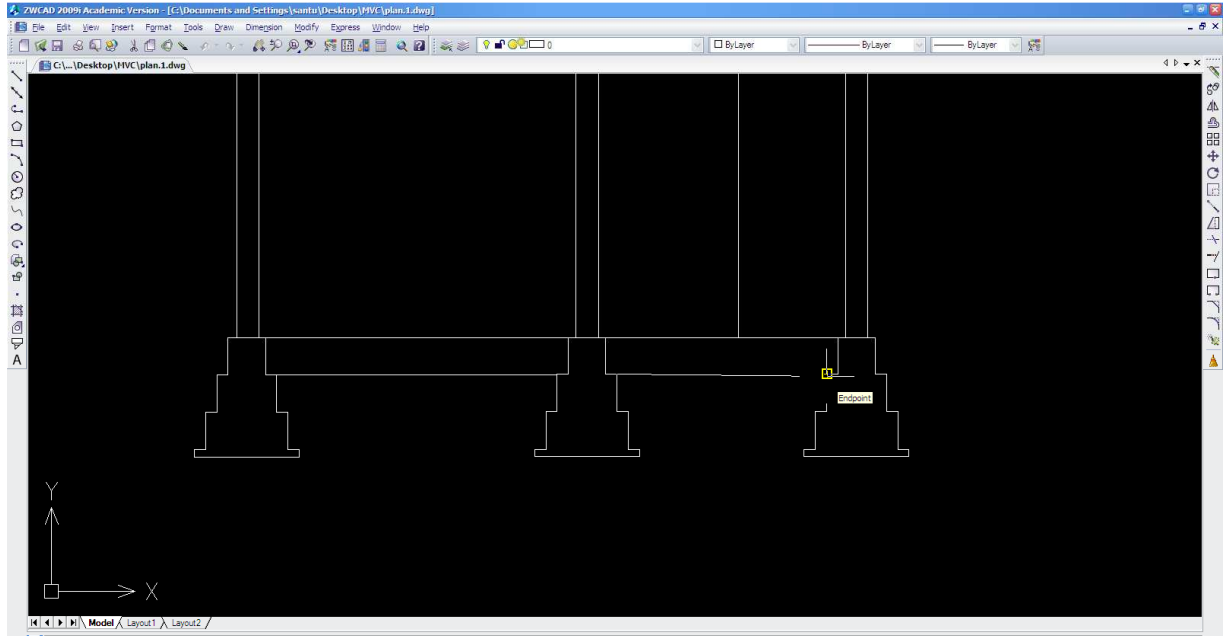 ZWCAD 2009i Academic Version - [C:\Documents and Settings\santu\Desktop\MVC\plan.1.dwg]
File Edit View Insert Format Tools Draw Dimension Modify Express Window Help
0 ByLayer ByLayer ByLayer
C:\...\Desktop\MVC\plan.1.dwg
A
Endpoint
Y
X
Model Layout1 Layout2